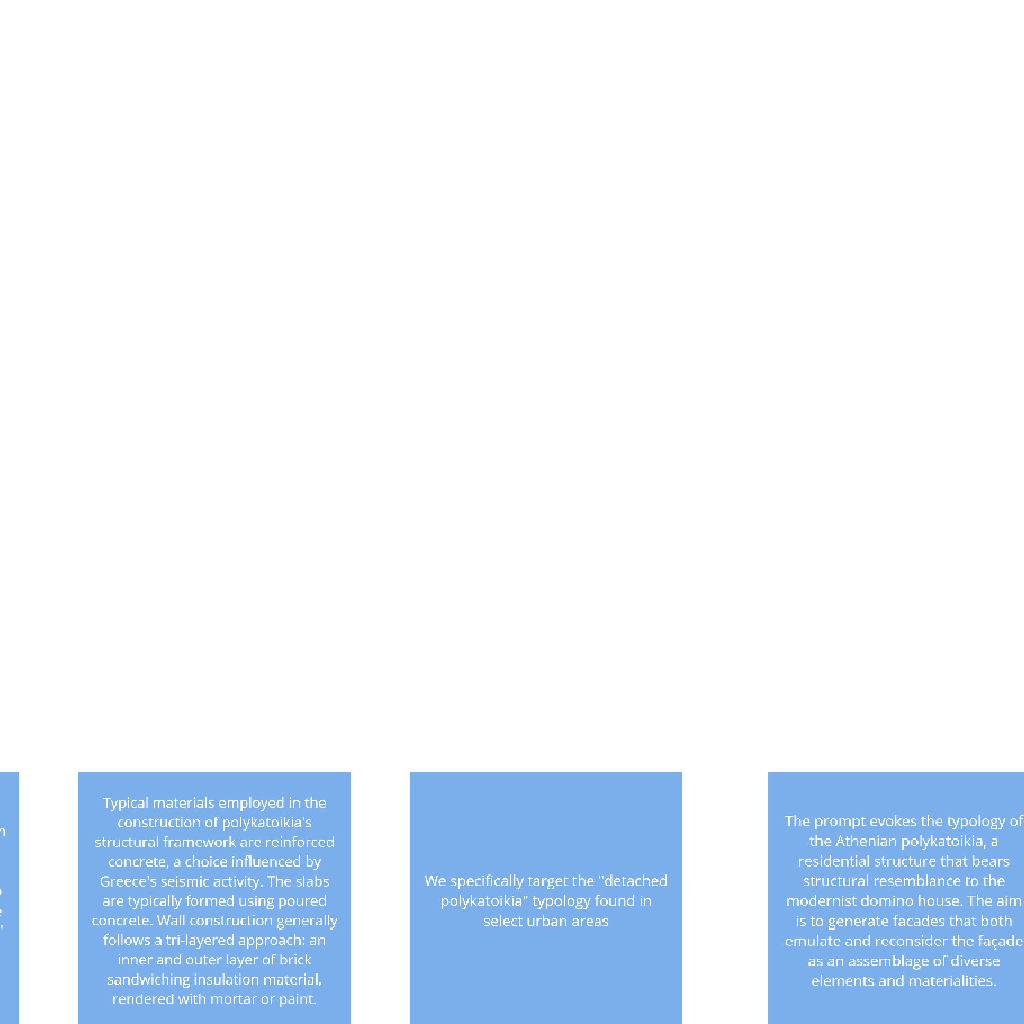 Typical materials employed in the
construction of polykatoikia's
structural framework are reinforced
concrete, a choice influenced by
Greece's seismic activity. The slabs
are typically formed using poured
concrete. Wall construction generally
follows a tri-layered approach: an
inner and outer layer of brick
sandwiching insulation material,
rendered with mortar or paint.
We specifically target the "detached
polykatoikia" typology found in
select urban areas
The prompt evokes the typology of
the Athenian polykatoikia, a
residential structure that bears
structural resemblance to the
modernist domino house. The aim
is to generate facades that both
emulate and reconsider the façade
as an assemblage of diverse
elements and materialities.